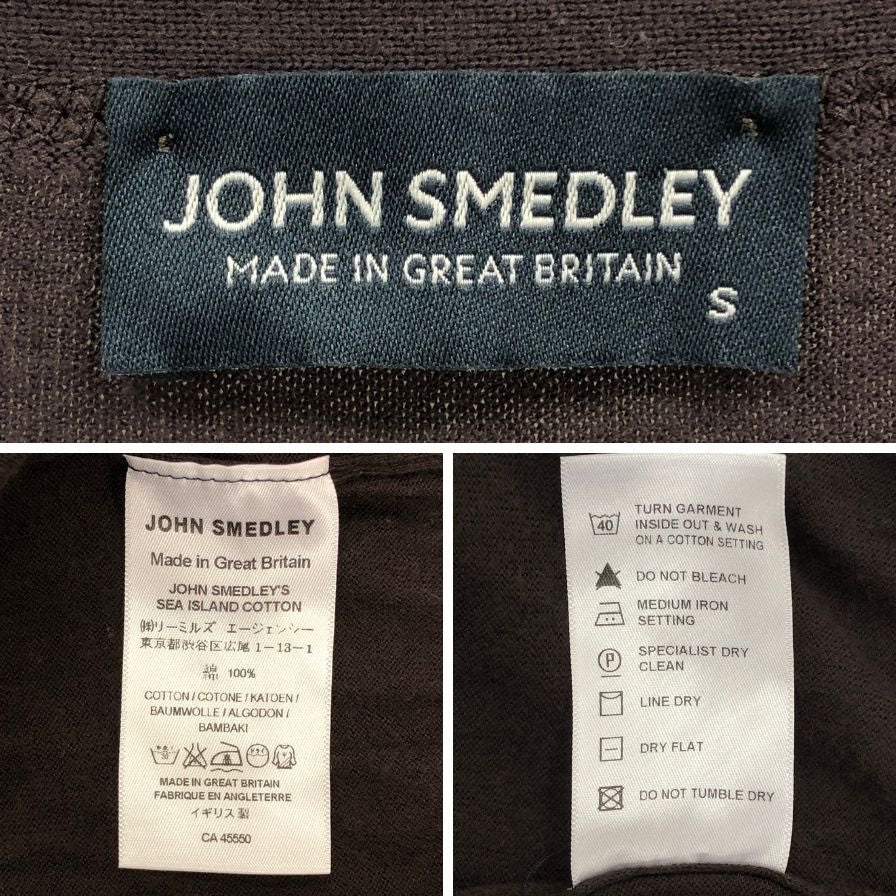 JOHN SMEDLEY
MADE IN GREAT BRITAIN
S
JOHN SMEDLEY
Made in Great Britain
JOHN SMEDLEY'S
SEA ISLAND COTTON
㈱リーミルズ エージェンシー
東京都渋谷区広尾1-13-1
綿 100%
COTTON / COTONE / KATOEN /
BAUMWOLLE / ALGODON /
BAMBAKI
MADE IN GREAT BRITAIN
FABRIQUE EN ANGLETERRE
イギリス製
CA 45550
40
TURN GARMENT
INSIDE OUT & WASH
ON A COTTON SETTING
DO NOT BLEACH
MEDIUM IRON
SETTING
P
SPECIALIST DRY
CLEAN
LINE DRY
DRY FLAT
DO NOT TUMBLE DRY